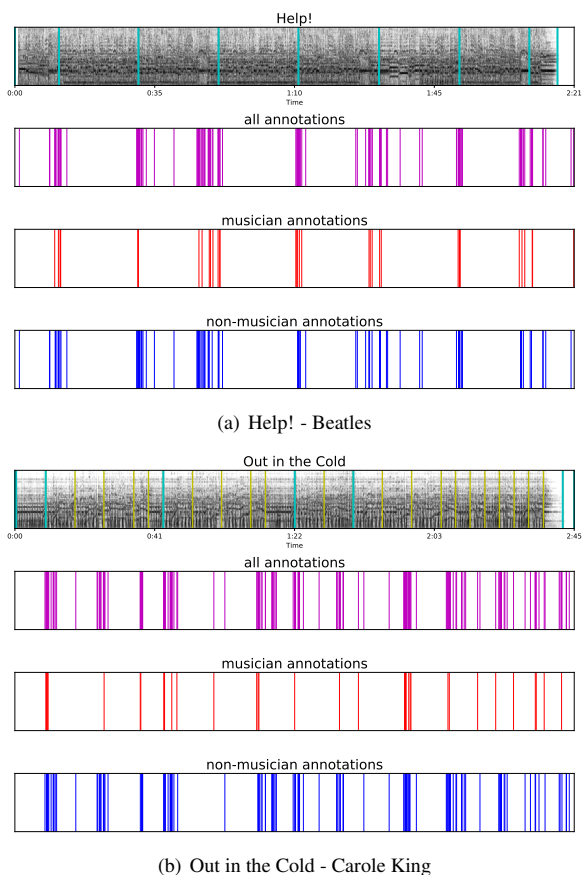 Help!
0:00 0:35 1:10 1:45 2:21
Time
all annotations
musician annotations
non-musician annotations
(a) Help! - Beatles
Out in the Cold
0:00 0:41 1:22 2:03 2:45
Time
all annotations
musician annotations
non-musician annotations
(b) Out in the Cold - Carole King